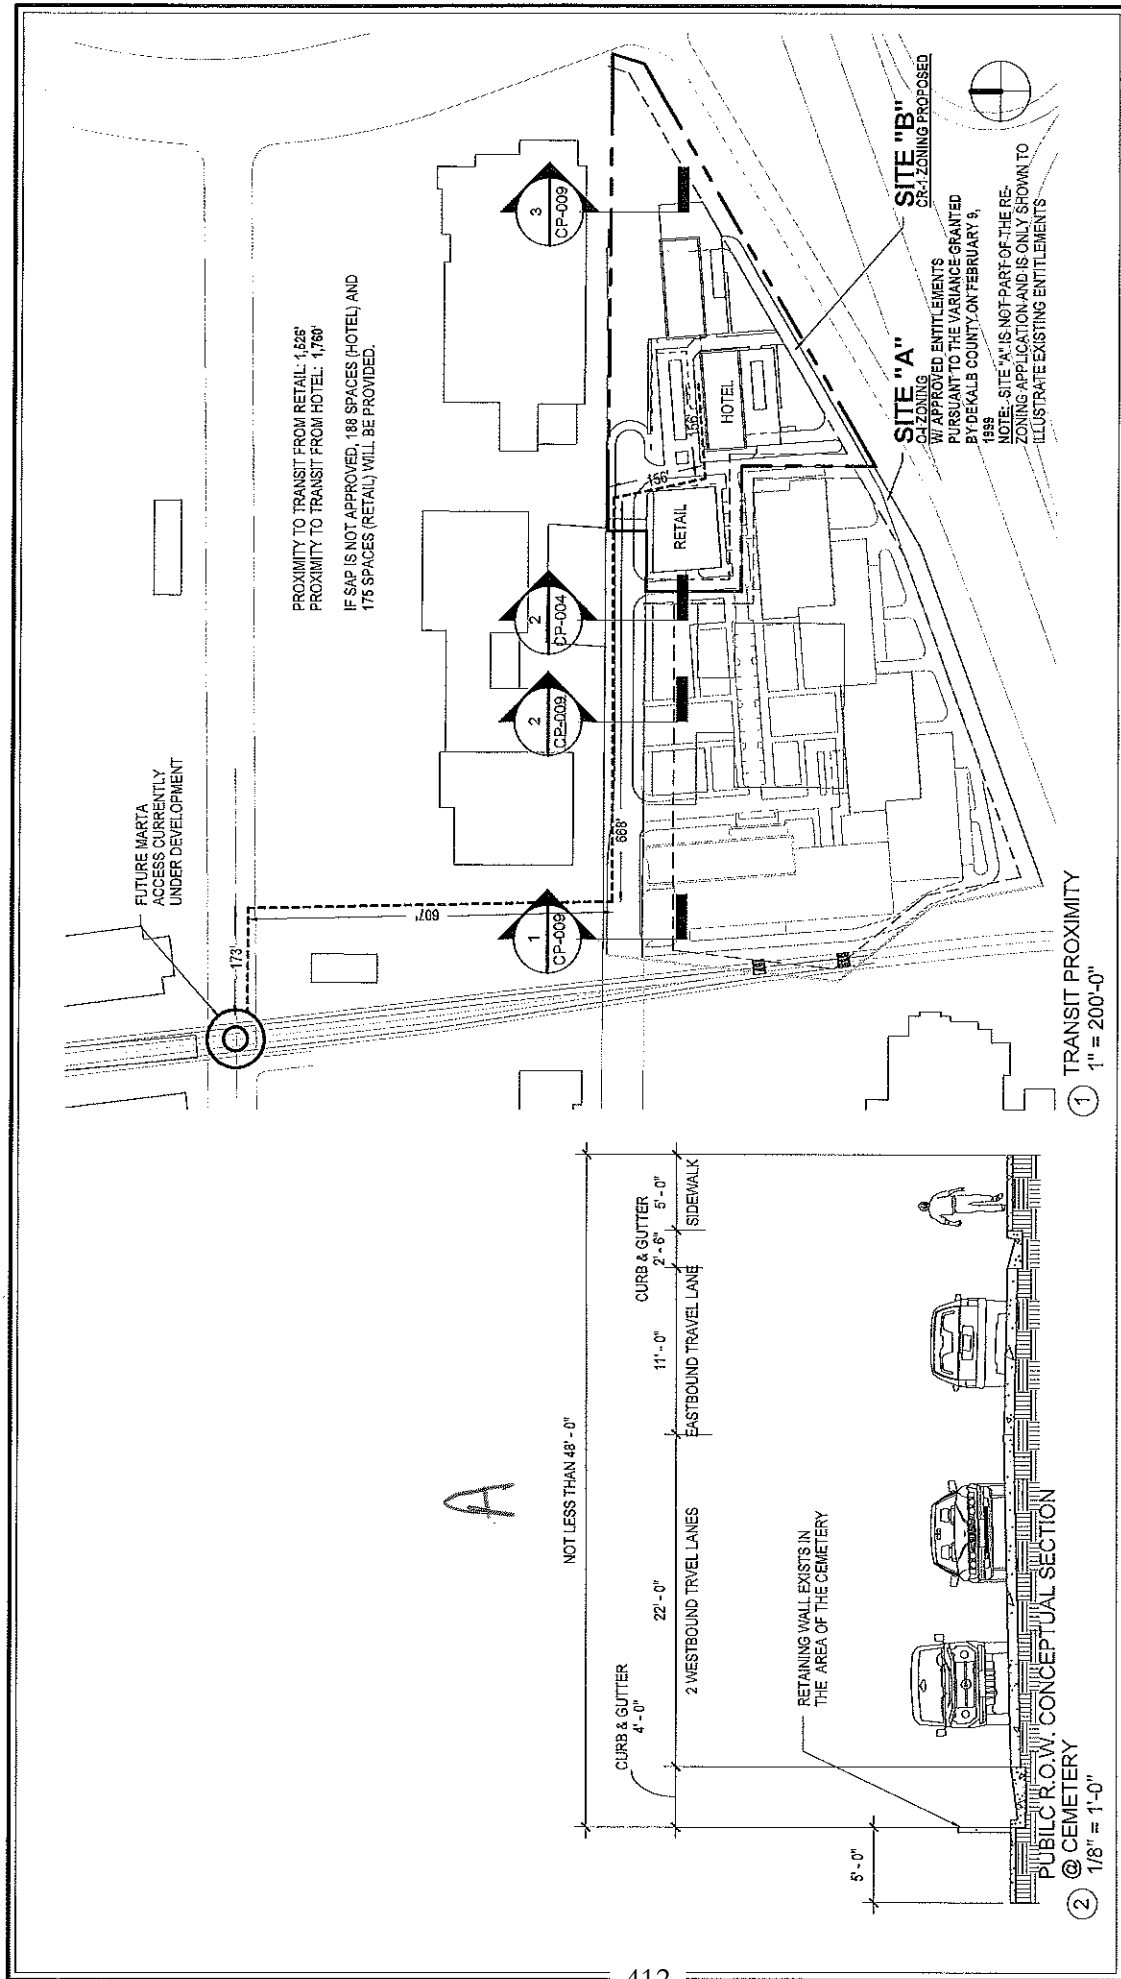 FUTURE MARTA
ACCESS CURRENTLY
UNDER DEVELOPMENT
173'
607'
668'
156'
156'
PROXIMITY TO TRANSIT FROM RETAIL: 1,626'
PROXIMITY TO TRANSIT FROM HOTEL: 1,760'
IF SAP IS NOT APPROVED, 188 SPACES (HOTEL) AND
175 SPACES (RETAIL) WILL BE PROVIDED.
1
CP-009
2
CP-009
2
CP-004
3
CP-009
RETAIL
HOTEL
SITE "A"
O-I ZONING
W/ APPROVED ENTITLEMENTS
PURSUANT TO THE VARIANCE GRANTED
BY DEKALB COUNTY ON FEBRUARY 9,
1999
NOTE: SITE "A" IS NOT PART OF THE RE-
ZONING APPLICATION AND IS ONLY SHOWN TO
ILLUSTRATE EXISTING ENTITLEMENTS
SITE "B"
CR-1 ZONING PROPOSED
1 TRANSIT PROXIMITY
1" = 200'-0"
A
NOT LESS THAN 48' - 0"
CURB & GUTTER
4' - 0"
22' - 0"
11' - 0"
CURB & GUTTER
2' - 6"
5' - 0"
2 WESTBOUND TRVEL LANES
EASTBOUND TRAVEL LANE
SIDEWALK
RETAINING WALL EXISTS IN
THE AREA OF THE CEMETERY
5' - 0"
PUBILC R.O.W. CONCEPTUAL SECTION
2 @ CEMETERY
1/8" = 1'-0"
412